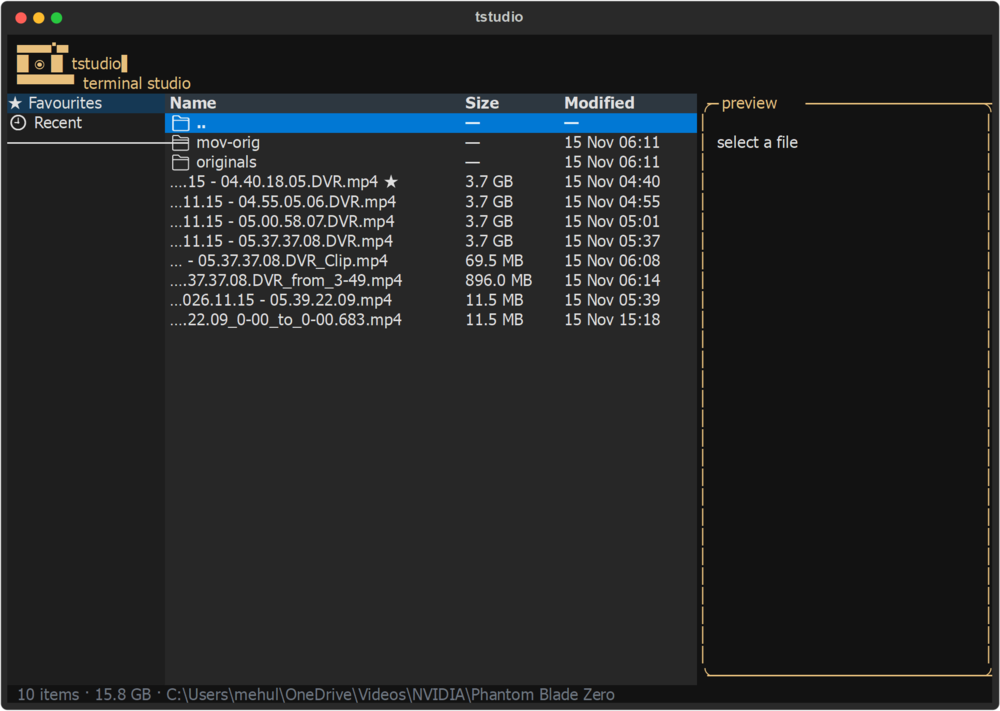 tstudio
tstudio
terminal studio
★ Favourites
Recent
Name Size Modified
.. — —
mov-orig — 15 Nov 06:11
originals — 15 Nov 06:11
....15 - 04.40.18.05.DVR.mp4 ★ 3.7 GB 15 Nov 04:40
...11.15 - 04.55.05.06.DVR.mp4 3.7 GB 15 Nov 04:55
...11.15 - 05.00.58.07.DVR.mp4 3.7 GB 15 Nov 05:01
...11.15 - 05.37.37.08.DVR.mp4 3.7 GB 15 Nov 05:37
... - 05.37.37.08.DVR_Clip.mp4 69.5 MB 15 Nov 06:08
....37.37.08.DVR_from_3-49.mp4 896.0 MB 15 Nov 06:14
...026.11.15 - 05.39.22.09.mp4 11.5 MB 15 Nov 05:39
....22.09_0-00_to_0-00.683.mp4 11.5 MB 15 Nov 15:18
preview
select a file
10 items · 15.8 GB · C:\Users\mehul\OneDrive\Videos\NVIDIA\Phantom Blade Zero